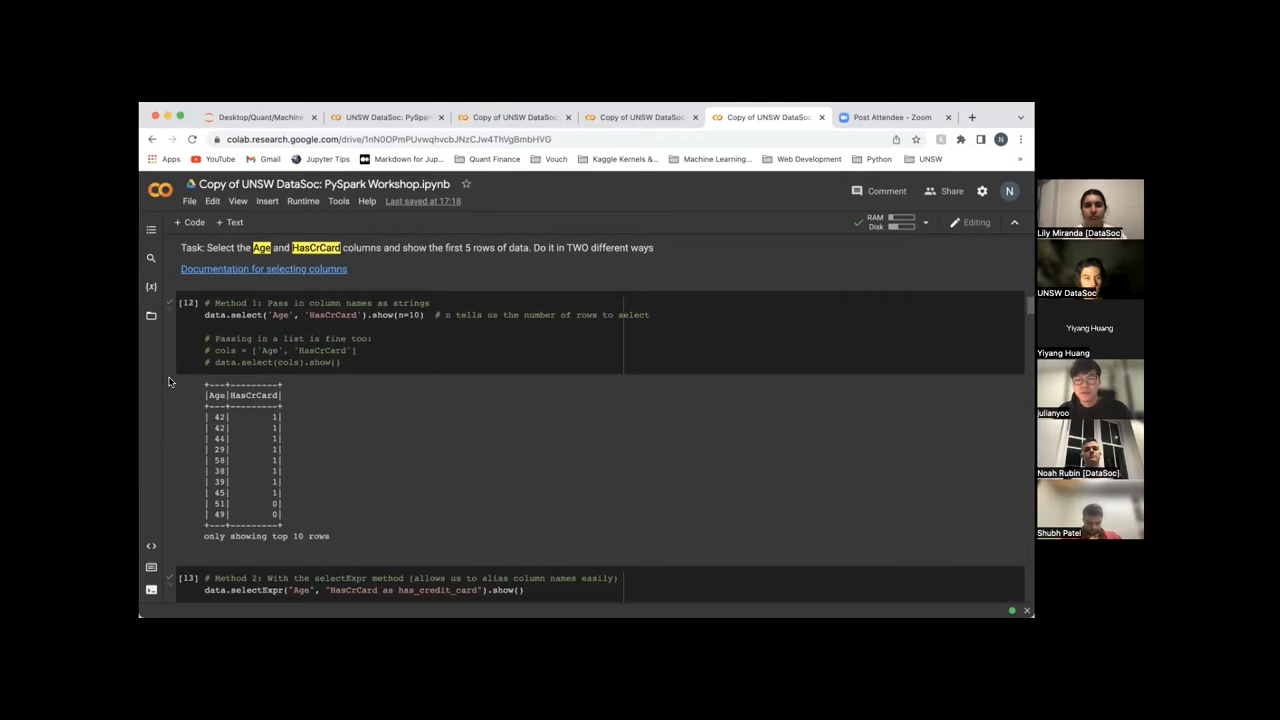 Desktop/Quant/Machine
UNSW DataSoc: PySpark
Copy of UNSW DataSoc:
Copy of UNSW DataSoc:
Copy of UNSW DataSoc:
Post Attendee - Zoom
colab.research.google.com/drive/1nN0OPmPUvwqhvcbJNzCJw4ThVgBmbHVG
Apps
YouTube
Gmail
Jupyter Tips
Markdown for Jup...
Quant Finance
Vouch
Kaggle Kernels &...
Machine Learning...
Web Development
Python
UNSW
»
Copy of UNSW DataSoc: PySpark Workshop.ipynb
Comment
Share
N
File Edit View Insert Runtime Tools Help Last saved at 17:18
+ Code + Text
RAM
Disk
Editing
Task: Select the Age and HasCrCard columns and show the first 5 rows of data. Do it in TWO different ways
Documentation for selecting columns
[12] # Method 1: Pass in column names as strings
data.select('Age', 'HasCrCard').show(n=10) # n tells us the number of rows to select
# Passing in a list is fine too:
# cols = ['Age', 'HasCrCard']
# data.select(cols).show()
+---+---------+
|Age|HasCrCard|
+---+---------+
| 42| 1|
| 42| 1|
| 44| 1|
| 29| 1|
| 58| 1|
| 38| 1|
| 39| 1|
| 45| 1|
| 51| 0|
| 49| 0|
+---+---------+
only showing top 10 rows
[13] # Method 2: With the selectExpr method (allows us to alias column names easily)
data.selectExpr("Age", "HasCrCard as has_credit_card").show()
Lily Miranda [DataSoc]
UNSW DataSoc
Yiyang Huang
Yiyang Huang
julianyoo
Noah Rubin [DataSoc]
Shubh Patel